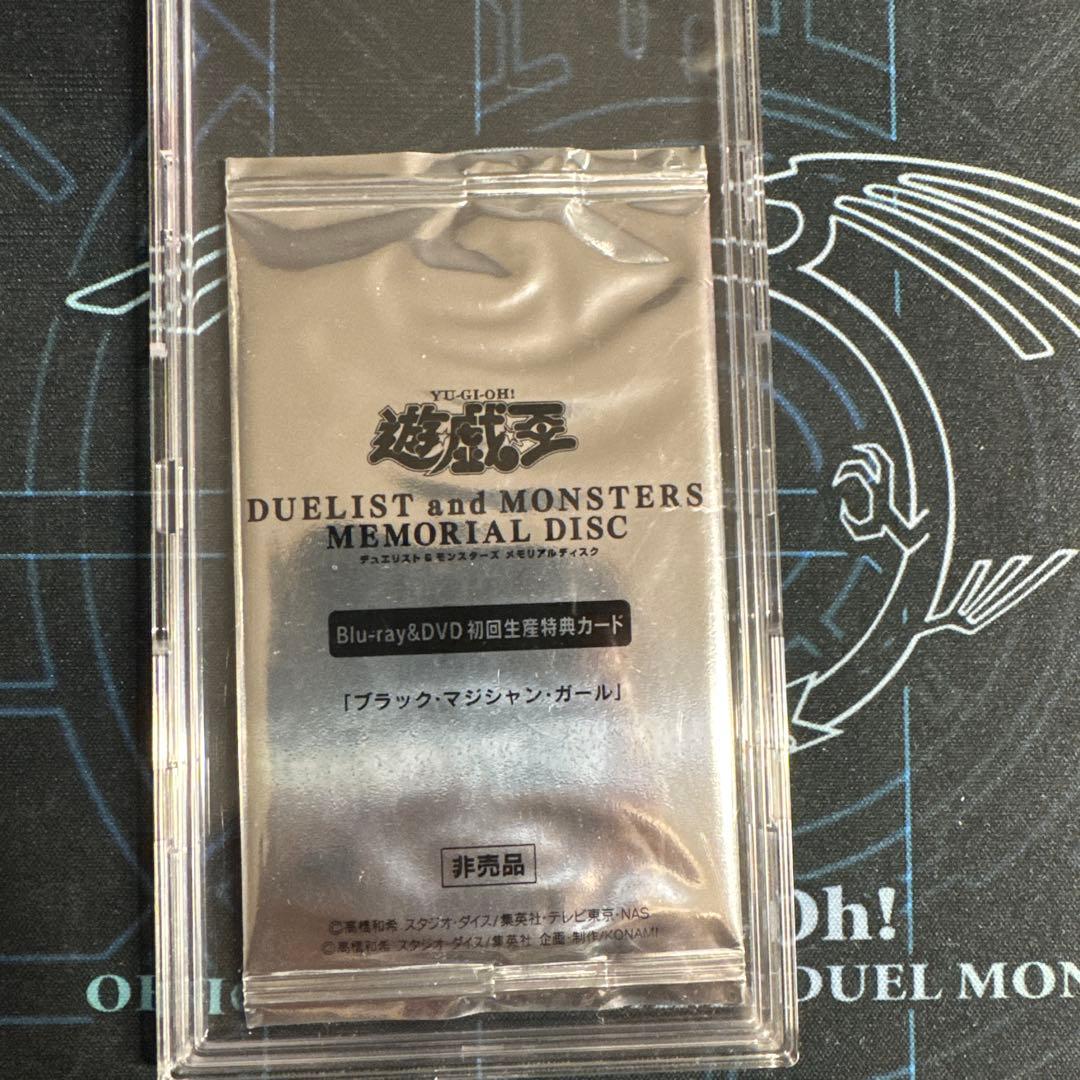 YU-GI-OH!
遊戯王
DUELIST and MONSTERS
MEMORIAL DISC
デュエリスト&モンスターズ メモリアルディスク
Blu-ray&DVD 初回生産特典カード
「ブラック・マジシャン・ガール」
非売品
©高橋和希 スタジオ・ダイス/集英社・テレビ東京・NAS
©高橋和希 スタジオ・ダイス/集英社 企画・制作/KONAMI
Oh!
DUEL MON